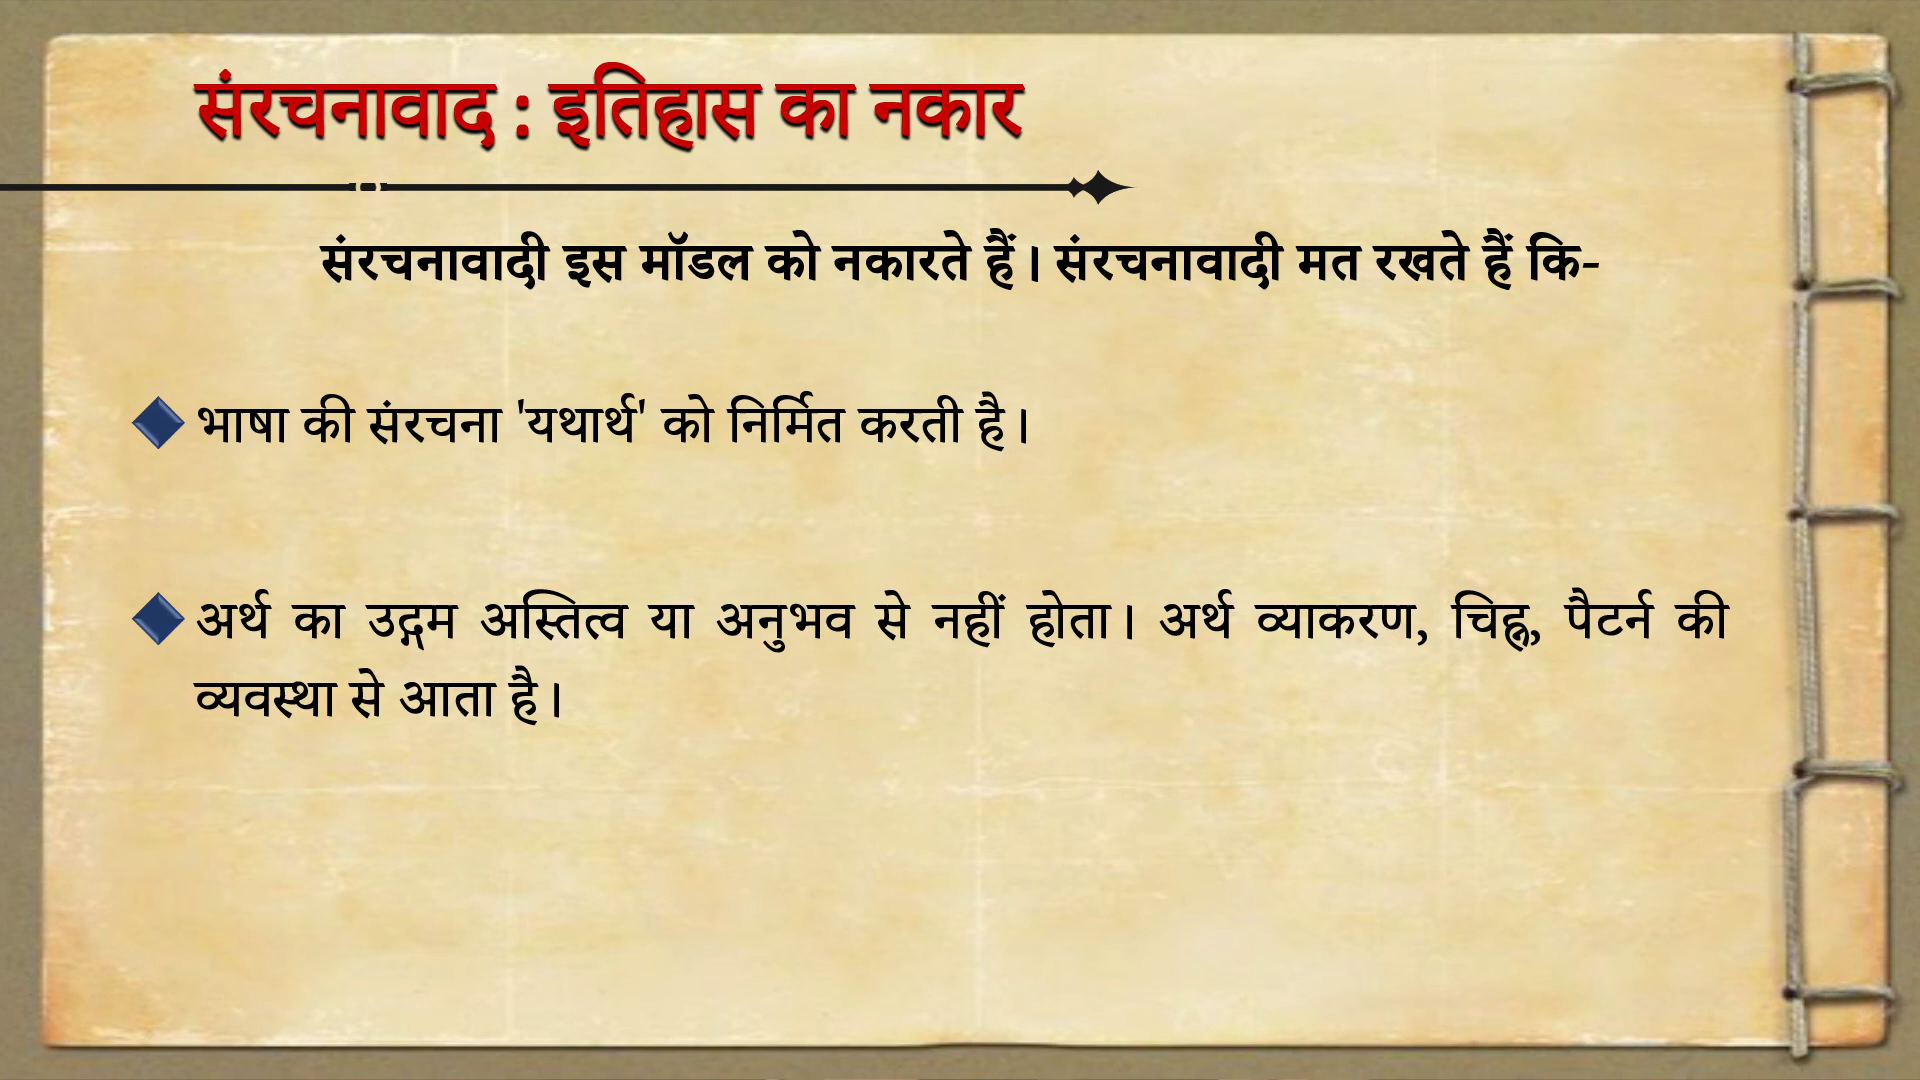 संरचनावाद : इतिहास का नकार
संरचनावादी इस मॉडल को नकारते हैं। संरचनावादी मत रखते हैं कि-
भाषा की संरचना 'यथार्थ' को निर्मित करती है।
अर्थ का उद्गम अस्तित्व या अनुभव से नहीं होता। अर्थ व्याकरण, चिह्न, पैटर्न की
व्यवस्था से आता है।